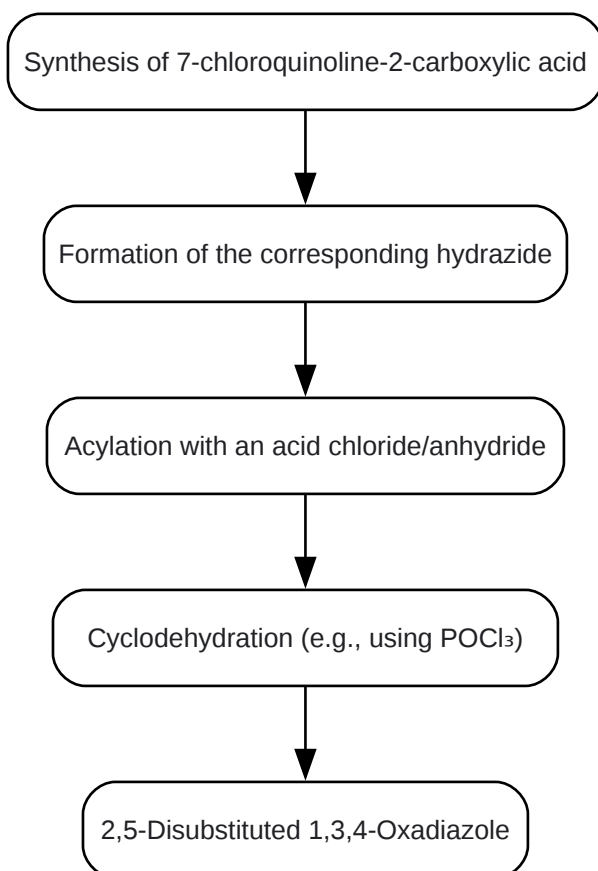 Synthesis of 7-chloroquinoline-2-carboxylic acid
Formation of the corresponding hydrazide
Acylation with an acid chloride/anhydride
Cyclodehydration (e.g., using POCl₃)
2,5-Disubstituted 1,3,4-Oxadiazole